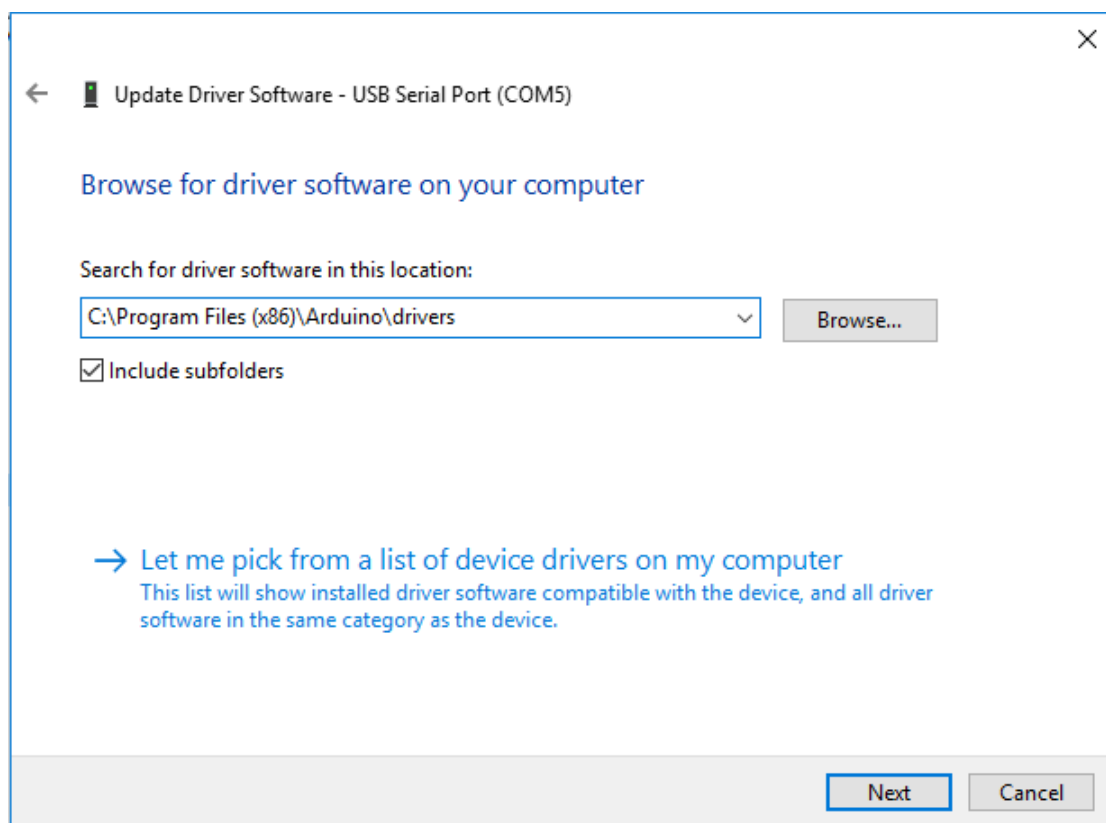 Update Driver Software - USB Serial Port (COM5)
Browse for driver software on your computer
Search for driver software in this location:
C:\Program Files (x86)\Arduino\drivers
Browse...
Include subfolders
Let me pick from a list of device drivers on my computer
This list will show installed driver software compatible with the device, and all driver
software in the same category as the device.
Next
Cancel